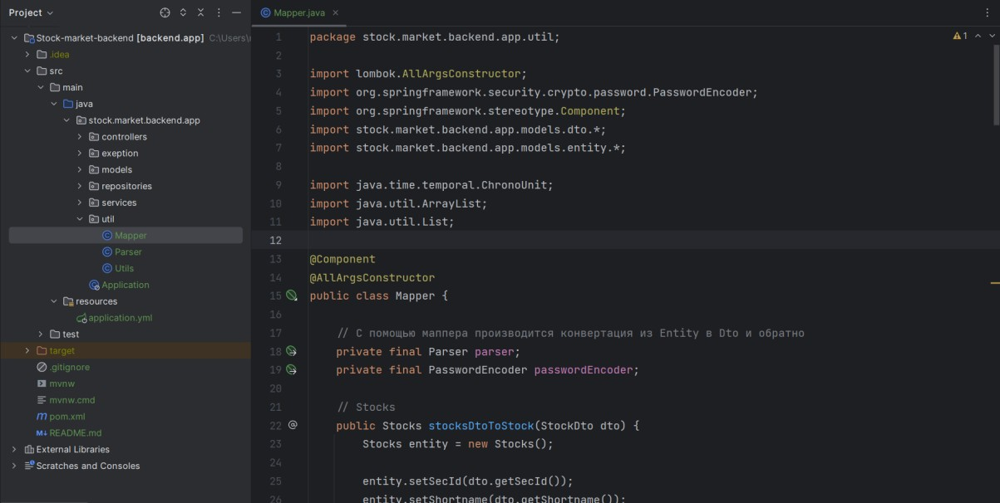 Project
Stock-market-backend [backend.app] C:\Users\
.idea
src
main
java
stock.market.backend.app
controllers
exeption
models
repositories
services
util
Mapper
Parser
Utils
Application
resources
application.yml
test
target
.gitignore
mvnw
mvnw.cmd
pom.xml
README.md
External Libraries
Scratches and Consoles
Mapper.java
1
1 package stock.market.backend.app.util;
2
3 import lombok.AllArgsConstructor;
4 import org.springframework.security.crypto.password.PasswordEncoder;
5 import org.springframework.stereotype.Component;
6 import stock.market.backend.app.models.dto.*;
7 import stock.market.backend.app.models.entity.*;
8
9 import java.time.temporal.ChronoUnit;
10 import java.util.ArrayList;
11 import java.util.List;
12
13 @Component
14 @AllArgsConstructor
15 public class Mapper {
16
17 // С помощью маппера производится конвертация из Entity в Dto и обратно
18 private final Parser parser;
19 private final PasswordEncoder passwordEncoder;
20
21 // Stocks
22 @ public Stocks stocksDtoToStock(StockDto dto) {
23 Stocks entity = new Stocks();
24
25 entity.setSecId(dto.getSecId());
26 entity.setShortname(dto.getShortname());